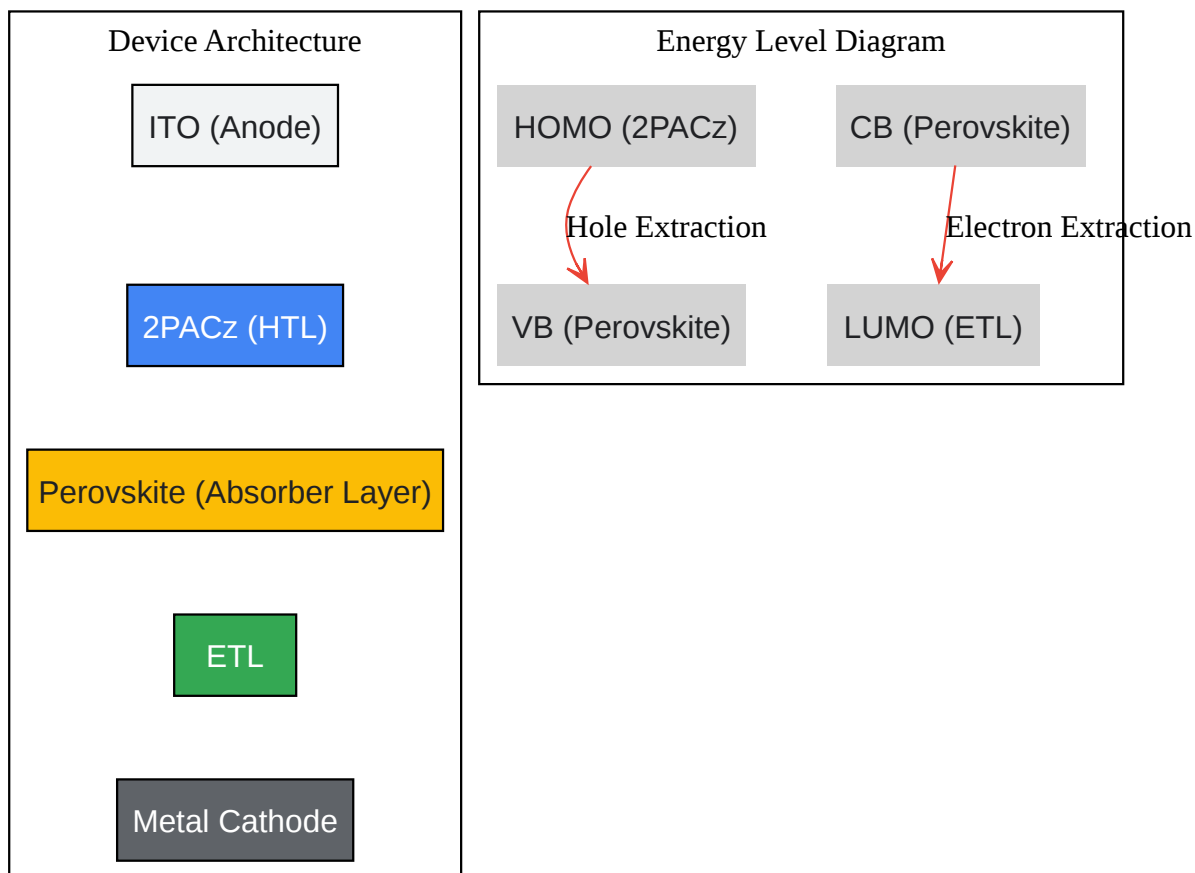 Device Architecture
ITO (Anode)
2PACz (HTL)
Perovskite (Absorber Layer)
ETL
Metal Cathode
Energy Level Diagram
HOMO (2PACz)
CB (Perovskite)
Hole Extraction
Electron Extraction
VB (Perovskite)
LUMO (ETL)